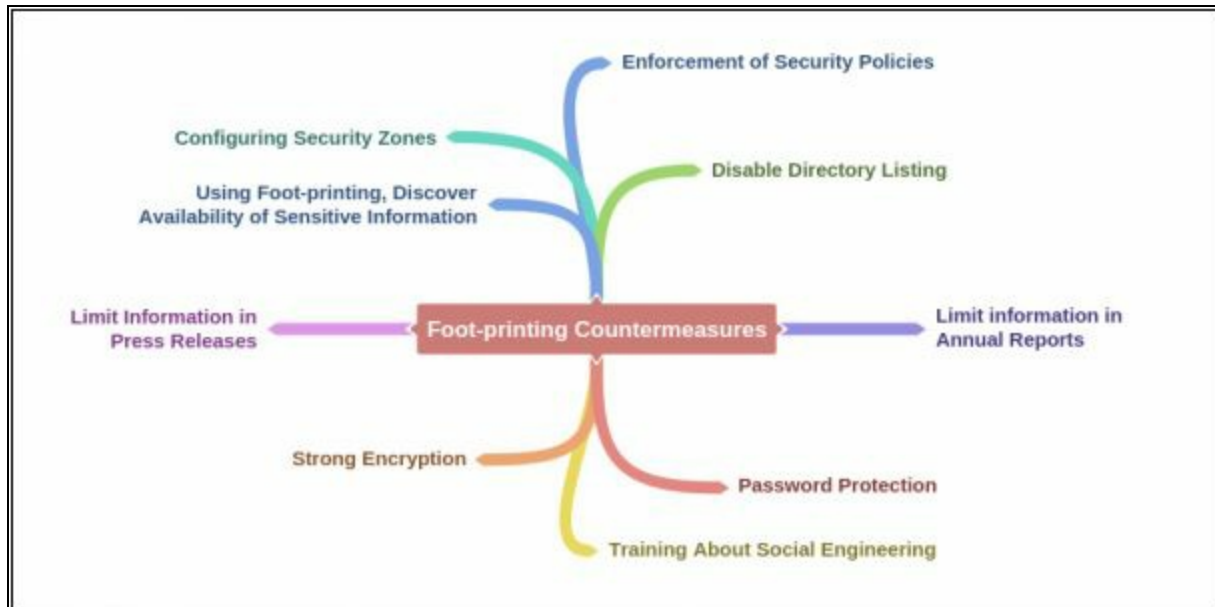 Enforcement of Security Policies
Configuring Security Zones
Disable Directory Listing
Using Foot-printing, Discover
Availability of Sensitive Information
Limit Information in
Press Releases
Foot-printing Countermeasures
Limit information in
Annual Reports
Strong Encryption
Password Protection
Training About Social Engineering